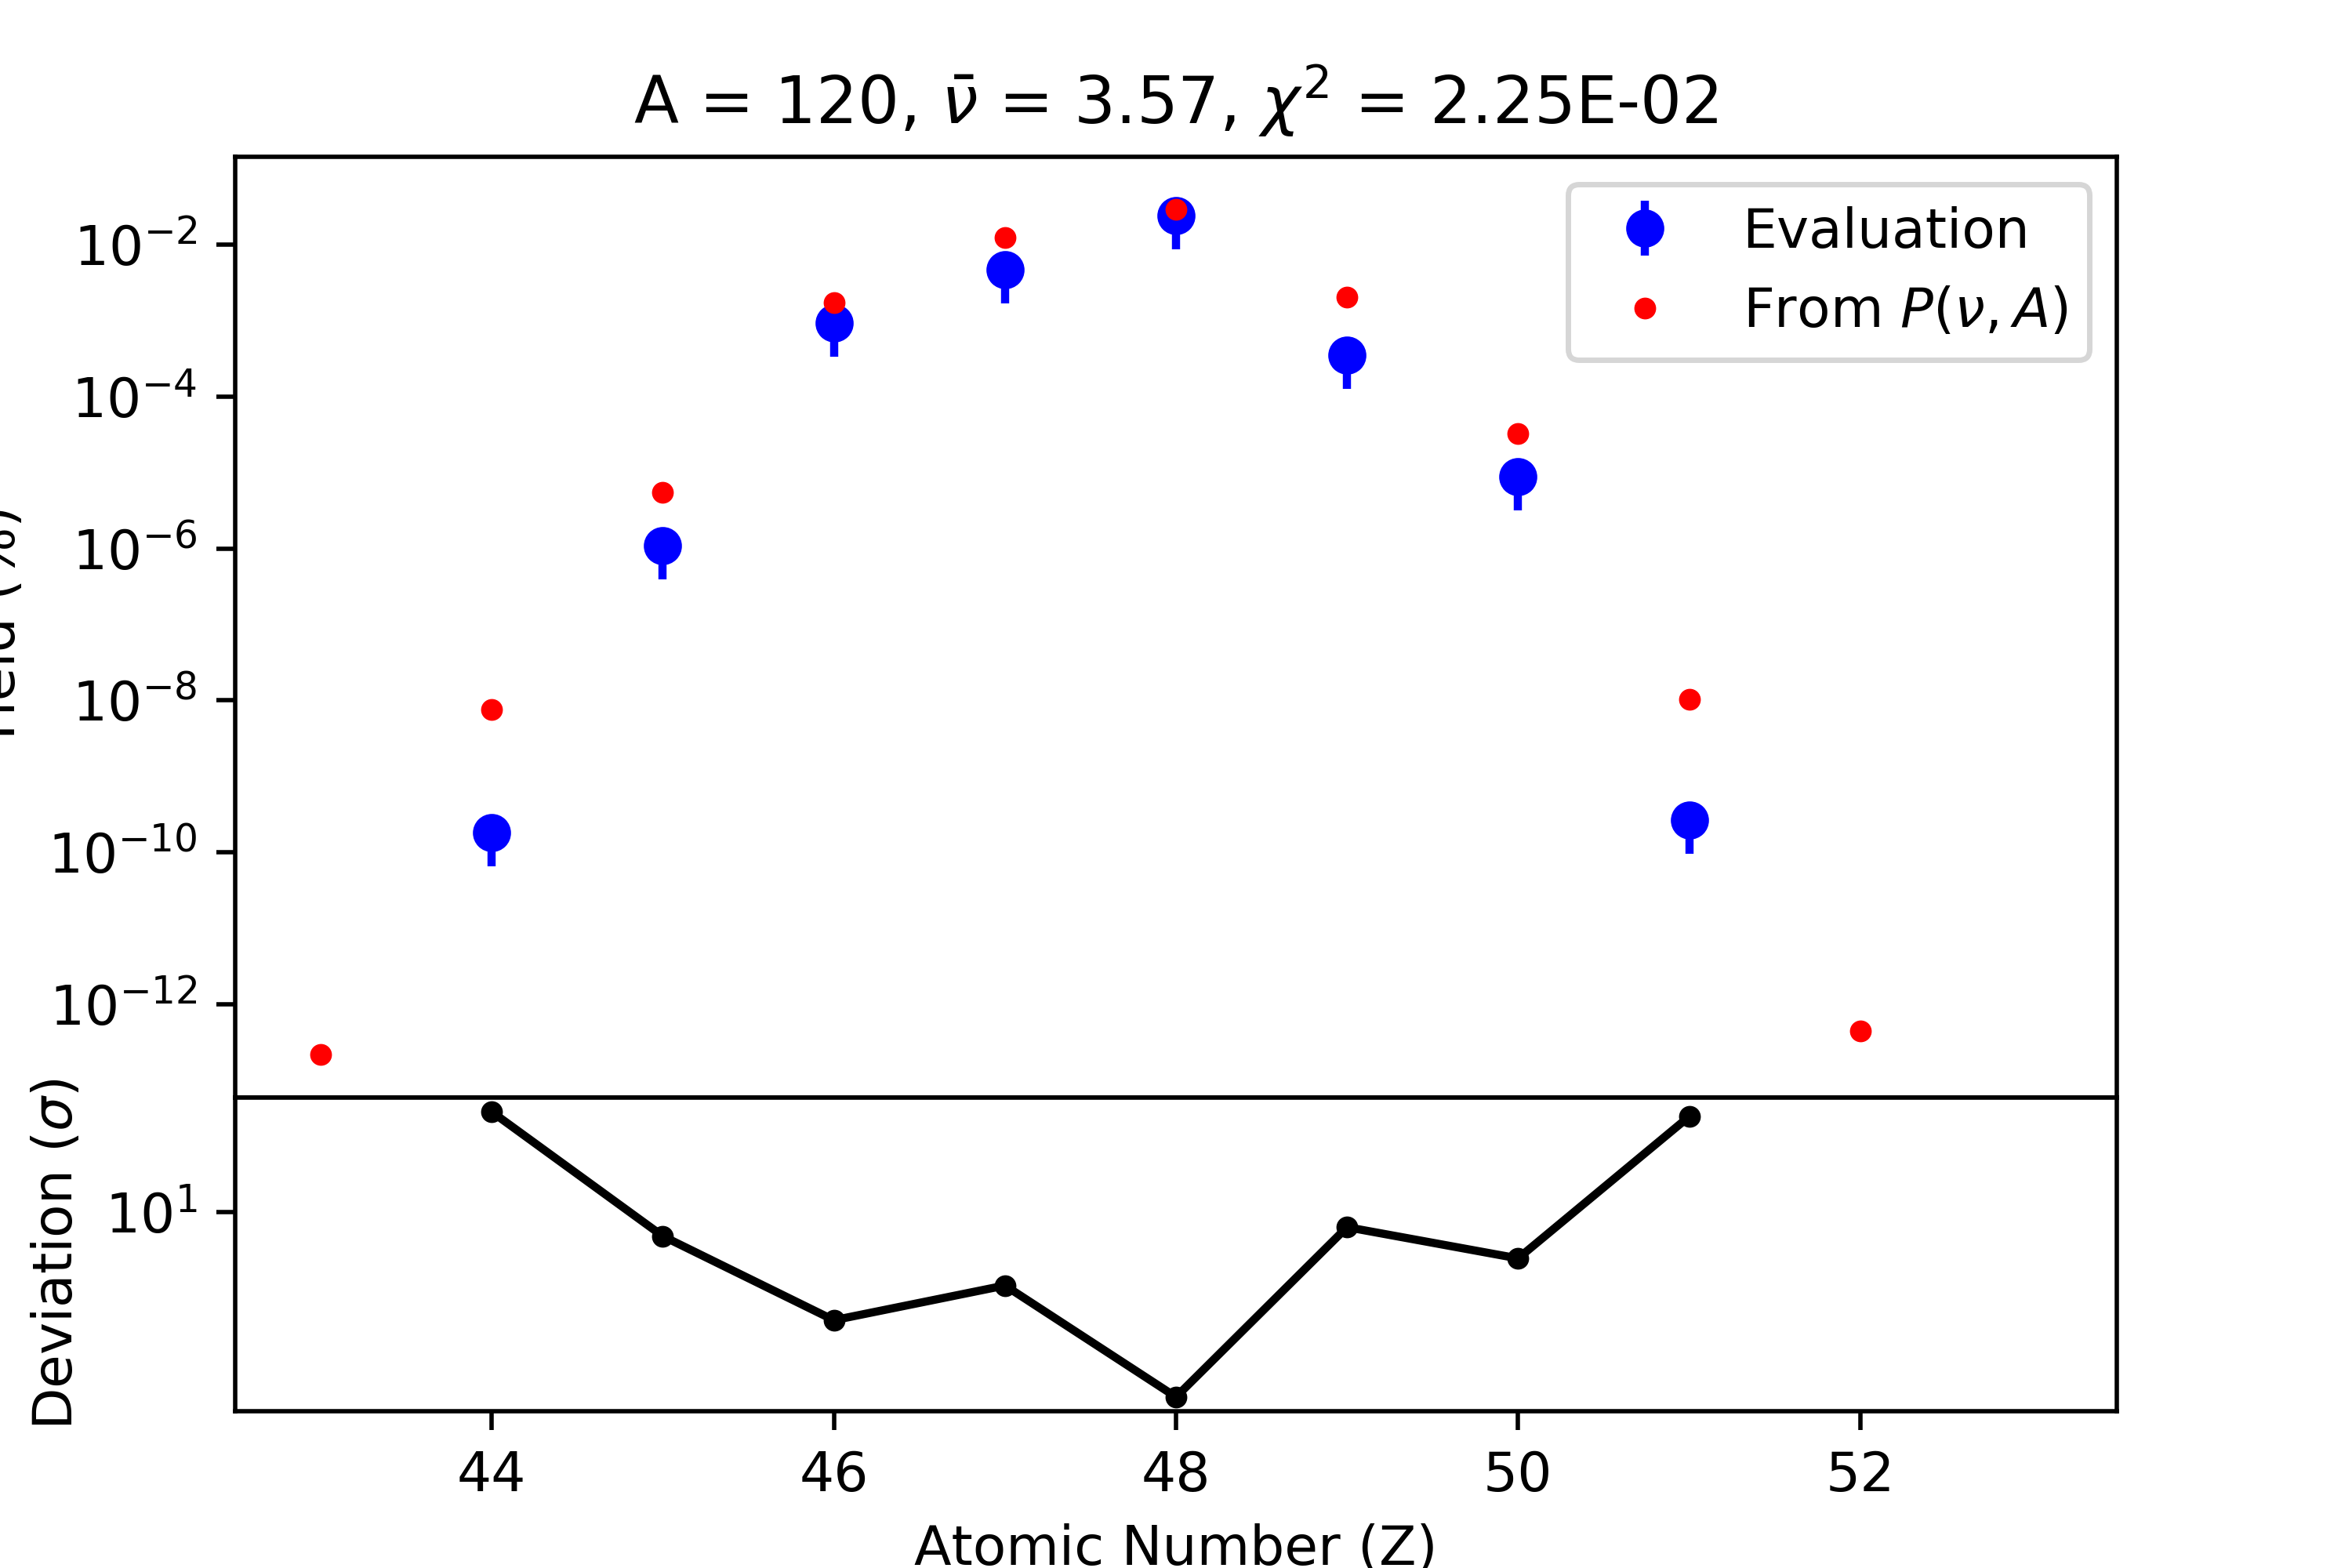 A = 120, ν̄ = 3.57, χ² = 2.25E-02
Evaluation
From P(ν, A)
10⁻²
10⁻⁴
10⁻⁶
10⁻⁸
10⁻¹⁰
10⁻¹²
(%)
Deviation (σ)
10¹
44 46 48 50 52
Atomic Number (Z)